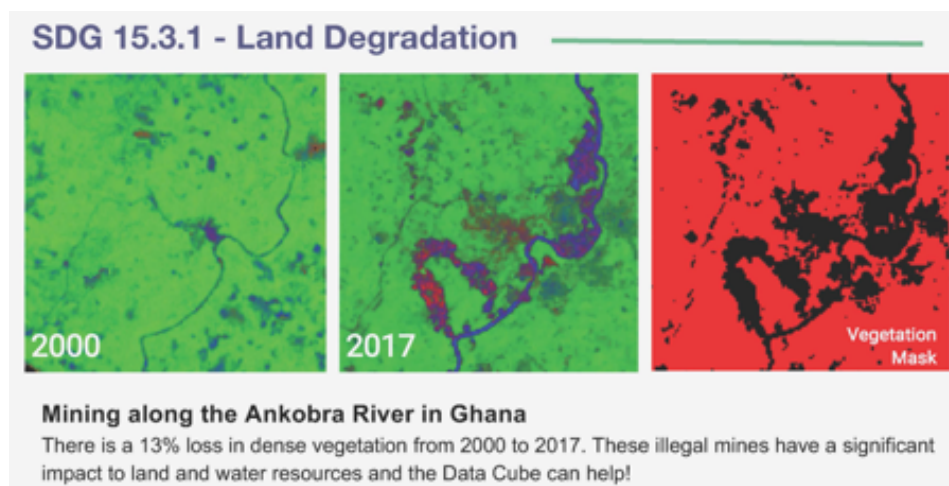 SDG 15.3.1 - Land Degradation
2000
2017
Vegetation
Mask
Mining along the Ankobra River in Ghana
There is a 13% loss in dense vegetation from 2000 to 2017. These illegal mines have a significant
impact to land and water resources and the Data Cube can help!